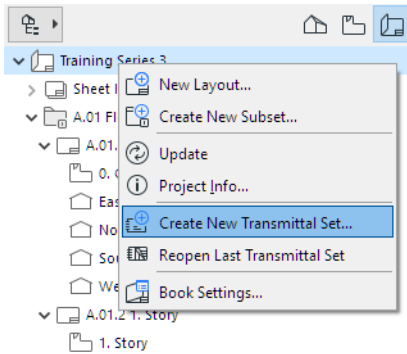 Training Series 3
Sheet I
New Layout...
A.01 Fl
Create New Subset...
A.01.
Update
0. 
Project Info...
Eas
Create New Transmittal Set...
No
Sou
Reopen Last Transmittal Set
We
Book Settings...
A.01.2 1. Story
1. Story